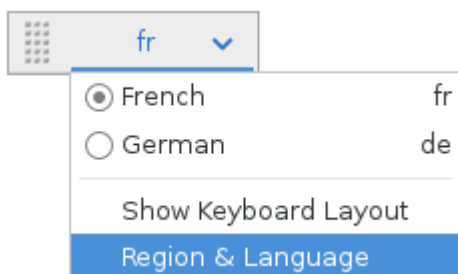 fr
French fr
German de
Show Keyboard Layout
Region & Language